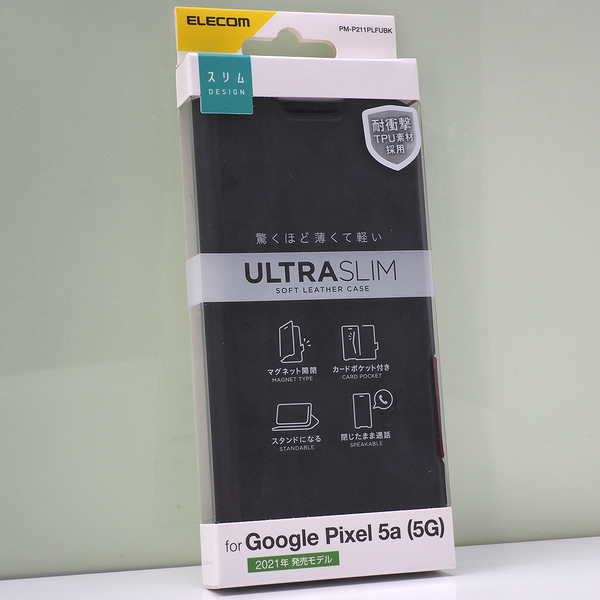 ELECOM
PM-P211PLFUBK
スリム
DESIGN
耐衝撃
TPU素材
採用
驚くほど薄くて軽い
ULTRASLIM
SOFT LEATHER CASE
マグネット開閉
MAGNET TYPE
カードポケット付き
CARD POCKET
スタンドになる
STANDABLE
閉じたまま通話
SPEAKABLE
for Google Pixel 5a (5G)
2021年 発売モデル